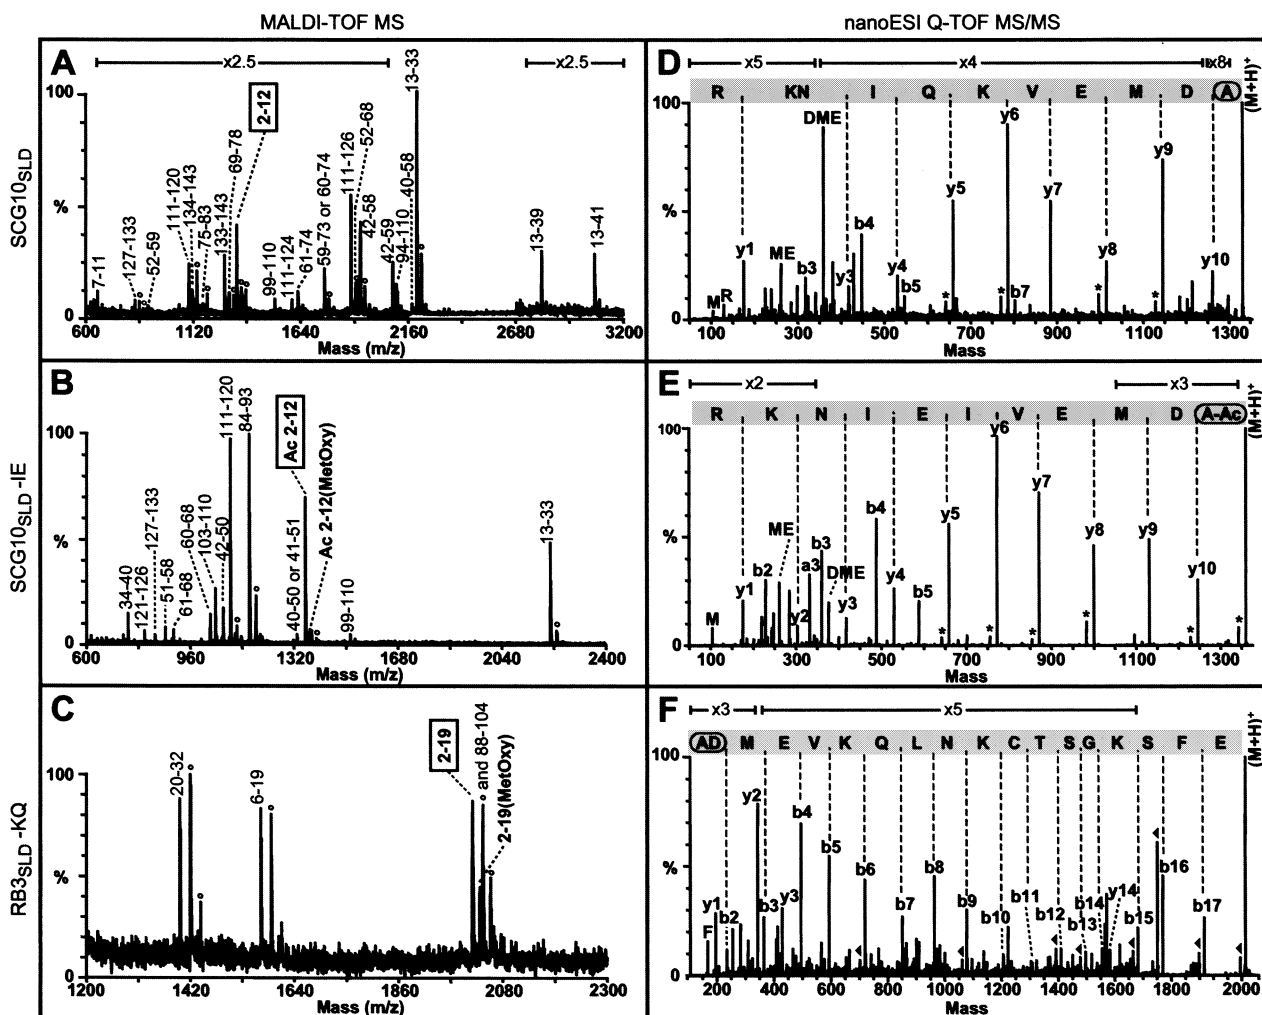 MALDI-TOF MS
nanoESI Q-TOF MS/MS
A
x2.5
x2.5
SCG10SLD
100
%
0
7-11
127-133
52-59
111-120
134-143
75-83
133-143
69-78
2-12
99-110
111-124
61-74
59-73 or 60-74
111-126
52-68
42-58
42-59
94-110
40-58
13-33
13-39
13-41
600 1120 1640 2160 2680 3200
Mass (m/z)
D
x5
x4
x8
R KN I Q K V E M D A
(M+H)+
100
%
0
M
R
y1
ME
b3
DME
y3
b4
y4
b5
*
y5
*
y6
b7
y7
*
y8
*
y9
y10
100 300 500 700 900 1100 1300
Mass
B
SCG10SLD -IE
100
%
0
34-40
121-126
127-133
51-58
61-68
60-68
103-110
42-50
111-120
84-93
40-50 or 41-51
Ac 2-12
Ac 2-12(MetOxy)
99-110
13-33
600 960 1320 1680 2040 2400
Mass (m/z)
E
x2
x3
R K N I E I V E M D A-Ac
(M+H)+
100
%
0
M
y1
b2
ME
y2
a3
b3
DME
y3
b4
y4
b5
*
y5
*
y6
*
y7
*
y8
y9
*
y10
*
100 300 500 700 900 1100 1300
Mass
C
RB3SLD -KQ
100
%
0
20-32
6-19
2-19
° and 88-104
2-19(MetOxy)
1200 1420 1640 1860 2080 2300
Mass (m/z)
F
x3
x5
AD M E V K Q L N K C T S G K S F E
(M+H)+
100
%
0
F
y1
b2
y2
b3
y3
b4
b5
b6
b7
b8
b9
b10
b11
b12
b13
b14
y14
b15
b16
b17
200 400 600 800 1000 1200 1400 1600 1800 2000
Mass